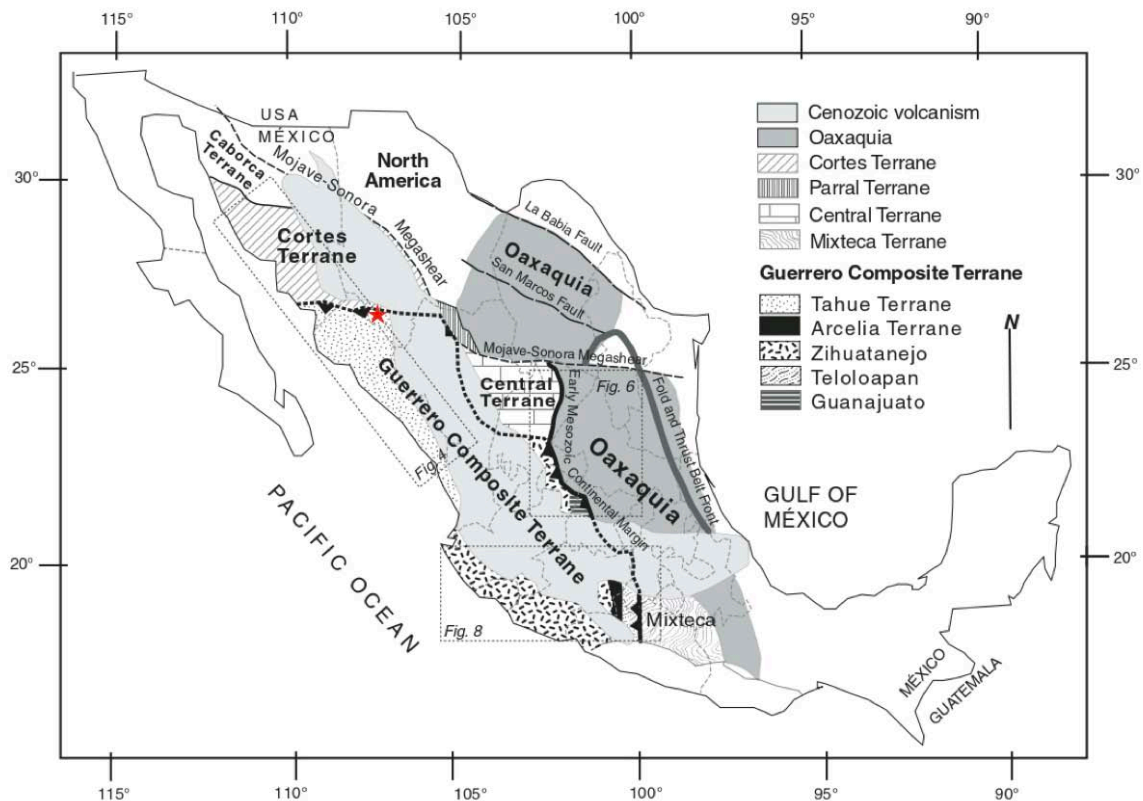 115°
110°
105°
100°
95°
90°
30°
25°
20°
30°
25°
20°
115°
110°
105°
100°
95°
90°
USA
MÉXICO
Caborca
Terrane
Mojave-Sonora
Megashear
North
America
Cortes
Terrane
La Babia Fault
Oaxaquia
San Marcos Fault
Mojave-Sonora Megashear
Central
Terrane
Early Mesozoic Continental Margin
Fig. 6
Fold and Thrust Belt Front
Oaxaquia
Guerrero Composite Terrane
Fig. 4
Fig. 8
Mixteca
PACIFIC OCEAN
GULF OF
MÉXICO
MÉXICO
GUATEMALA
Cenozoic volcanism
Oaxaquia
Cortes Terrane
Parral Terrane
Central Terrane
Mixteca Terrane
Guerrero Composite Terrane
Tahue Terrane
Arcelia Terrane
Zihuatanejo
Teloloapan
Guanajuato
N